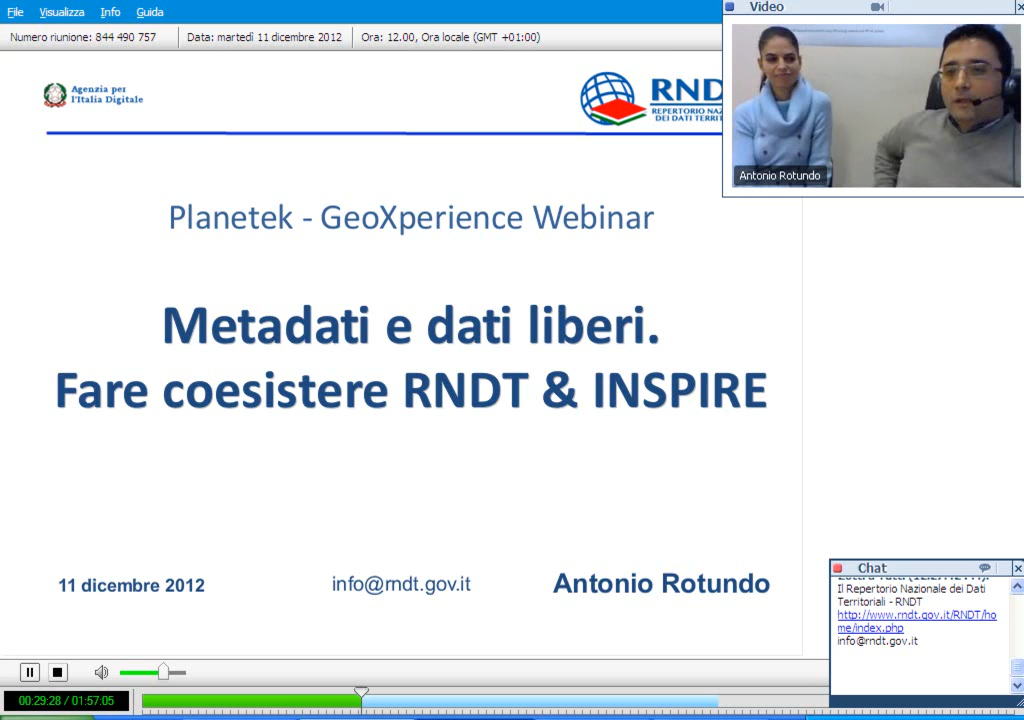 File Visualizza Info Guida
Numero riunione: 844 490 757 Data: martedì 11 dicembre 2012 Ora: 12.00, Ora locale (GMT +01:00)
Video
Antonio Rotundo
Agenzia per
l'Italia Digitale
RND
REPERTORIO NAZ
DEI DATI TERRIT
Planetek - GeoXperience Webinar
Metadati e dati liberi.
Fare coesistere RNDT & INSPIRE
11 dicembre 2012 info@rndt.gov.it Antonio Rotundo
Chat
Il Repertorio Nazionale dei Dati
Territoriali - RNDT
http://www.rndt.gov.it/RNDT/ho
me/index.php
info@rndt.gov.it
00:29:28 / 01:57:05